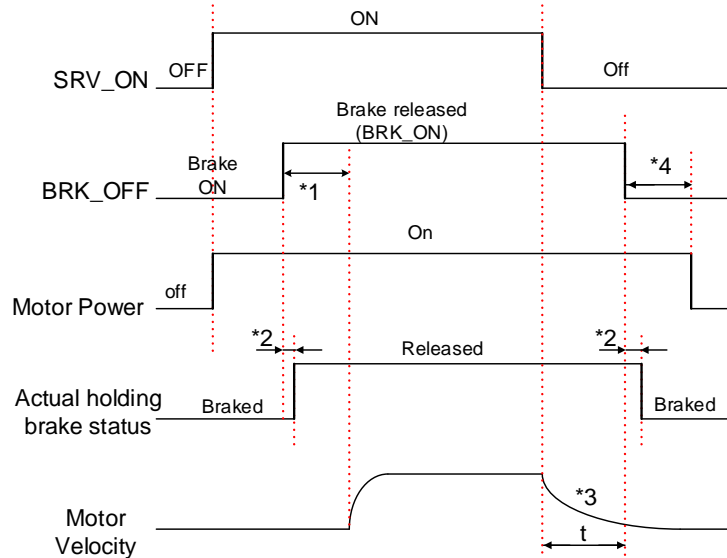 ON
SRV_ON
OFF
Off
Brake released
(BRK_ON)
BRK_OFF
Brake
ON
*1
*4
Motor Power
off
On
*2
*2
Released
Actual holding
brake status
Braked
Braked
Motor
Velocity
*3
t